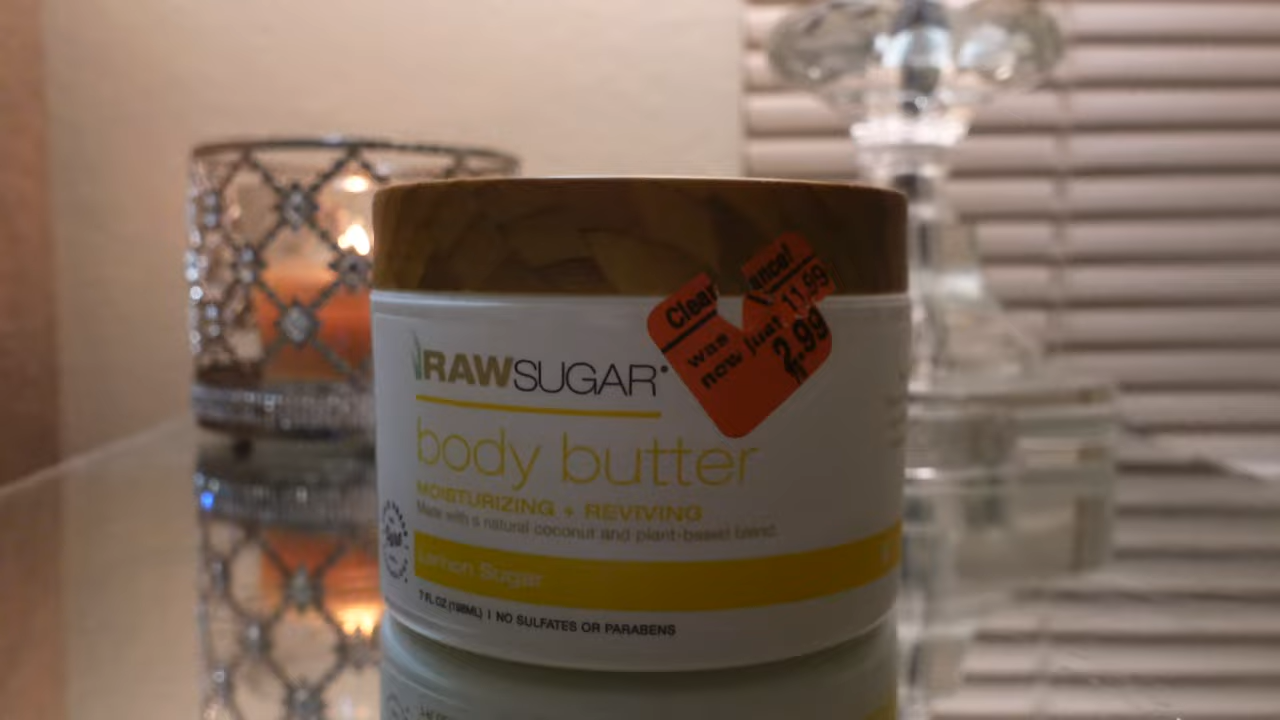 Clearance!
was 11.99
now just 2.99
RAWSUGAR
body butter
MOISTURIZING + REVIVING
Made with a natural coconut and plant-based blend.
Lemon Sugar
7 FL OZ (198ML) | NO SULFATES OR PARABENS